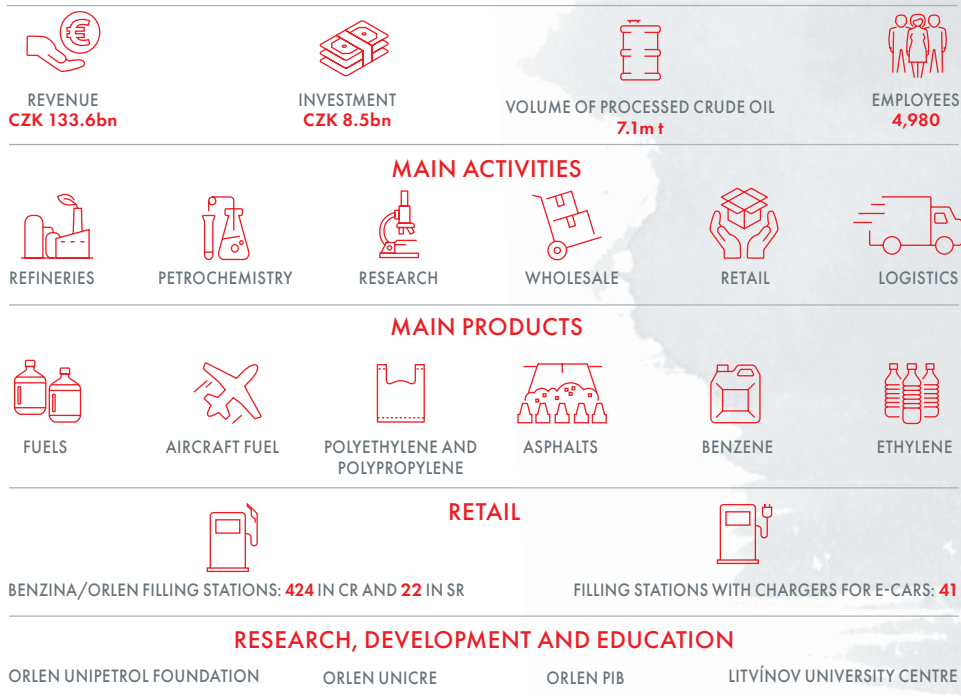 REVENUE
CZK 133.6bn
INVESTMENT
CZK 8.5bn
VOLUME OF PROCESSED CRUDE OIL
7.1m t
EMPLOYEES
4,980
MAIN ACTIVITIES
REFINERIES
PETROCHEMISTRY
RESEARCH
WHOLESALE
RETAIL
LOGISTICS
MAIN PRODUCTS
FUELS
AIRCRAFT FUEL
POLYETHYLENE AND
POLYPROPYLENE
ASPHALTS
BENZENE
ETHYLENE
RETAIL
BENZINA/ORLEN FILLING STATIONS: 424 IN CR AND 22 IN SR
FILLING STATIONS WITH CHARGERS FOR E-CARS: 41
RESEARCH, DEVELOPMENT AND EDUCATION
ORLEN UNIPETROL FOUNDATION
ORLEN UNICRE
ORLEN PIB
LITVÍNOV UNIVERSITY CENTRE